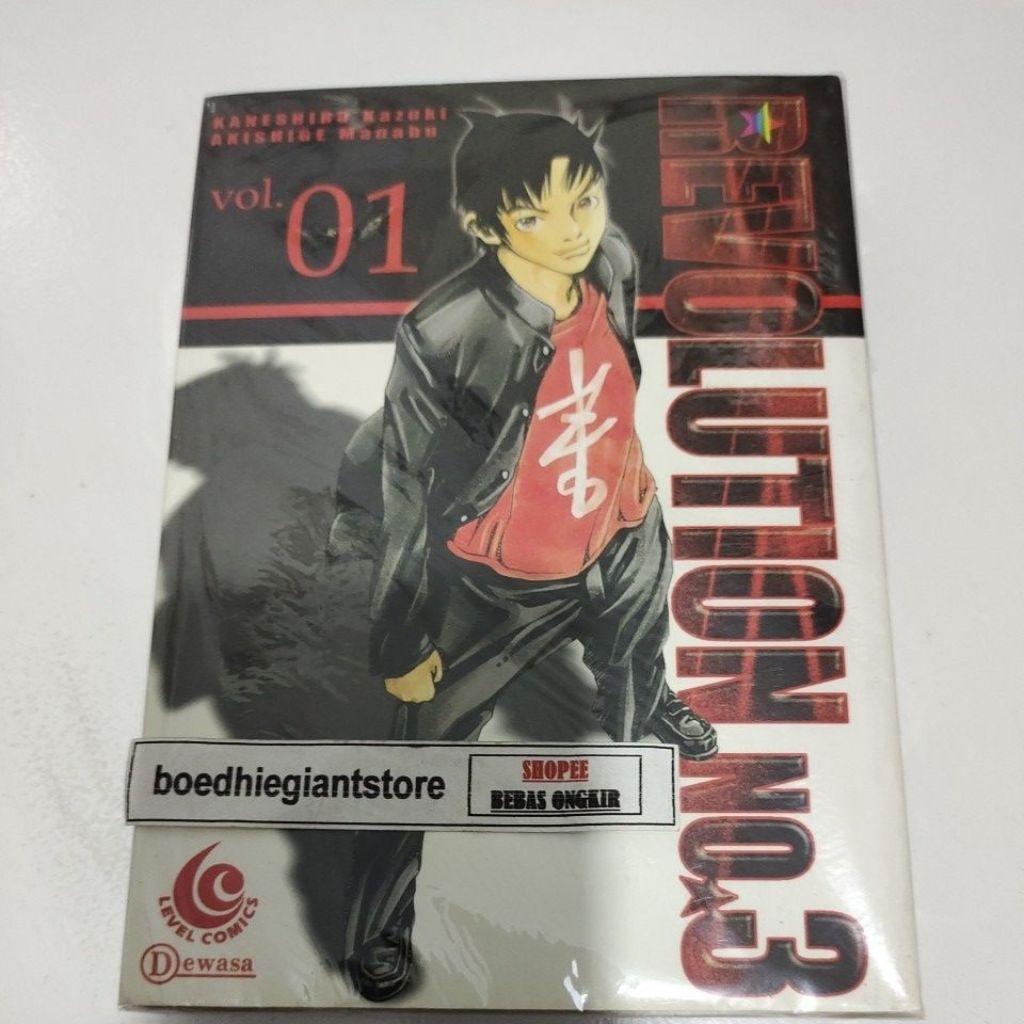 KANESHIRO Kazuki
AKISHIGE Manabu
vol. 01
REVOLUTION NO.3
boedhiegiantstore
SHOPEE
BEBAS ONGKIR
LEVEL COMICS
Dewasa